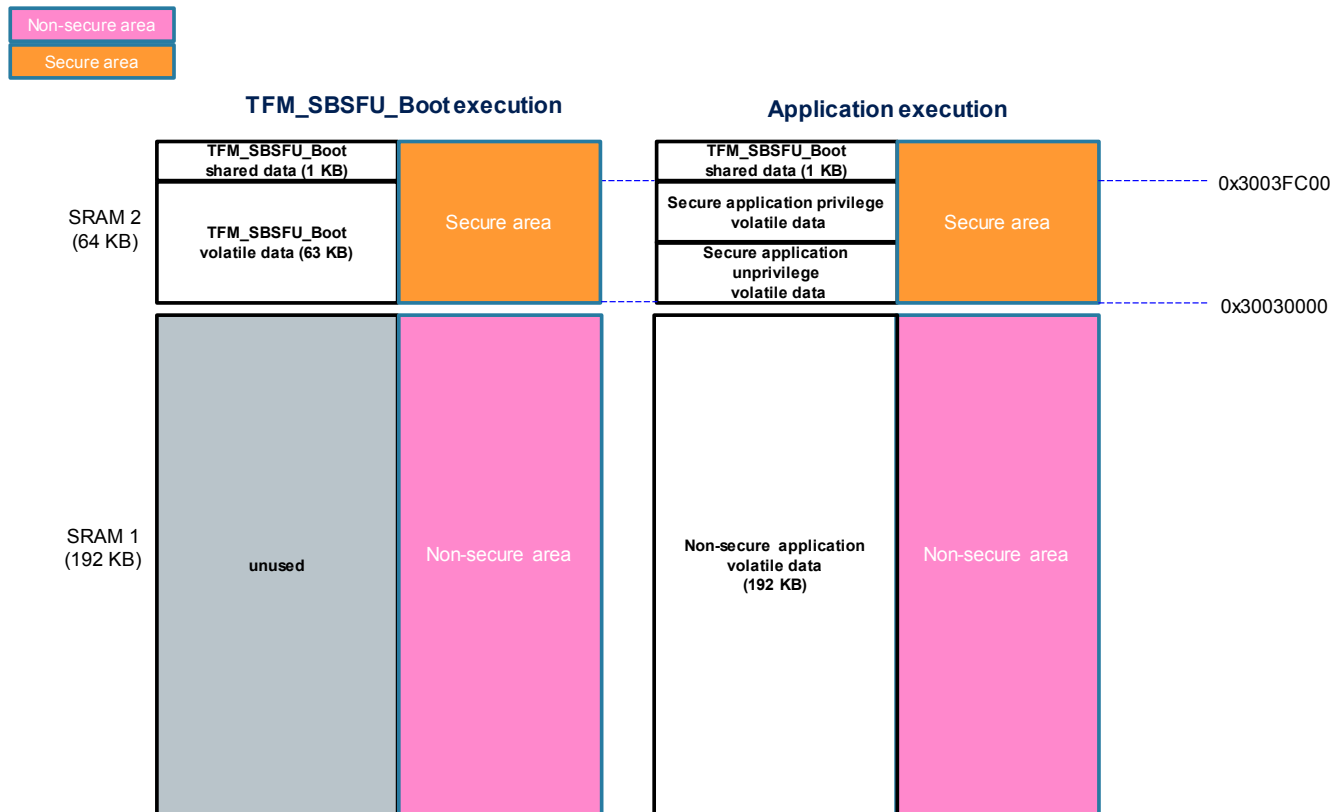 Non-secure area
Secure area
TFM_SBSFU_Boot execution
Application execution
SRAM 2
(64 KB)
TFM_SBSFU_Boot
shared data (1 KB)
TFM_SBSFU_Boot
volatile data (63 KB)
Secure area
TFM_SBSFU_Boot
shared data (1 KB)
Secure application privilege
volatile data
Secure application
unprivilege
volatile data
Secure area
0x3003FC00
0x30030000
SRAM 1
(192 KB)
unused
Non-secure area
Non-secure application
volatile data
(192 KB)
Non-secure area